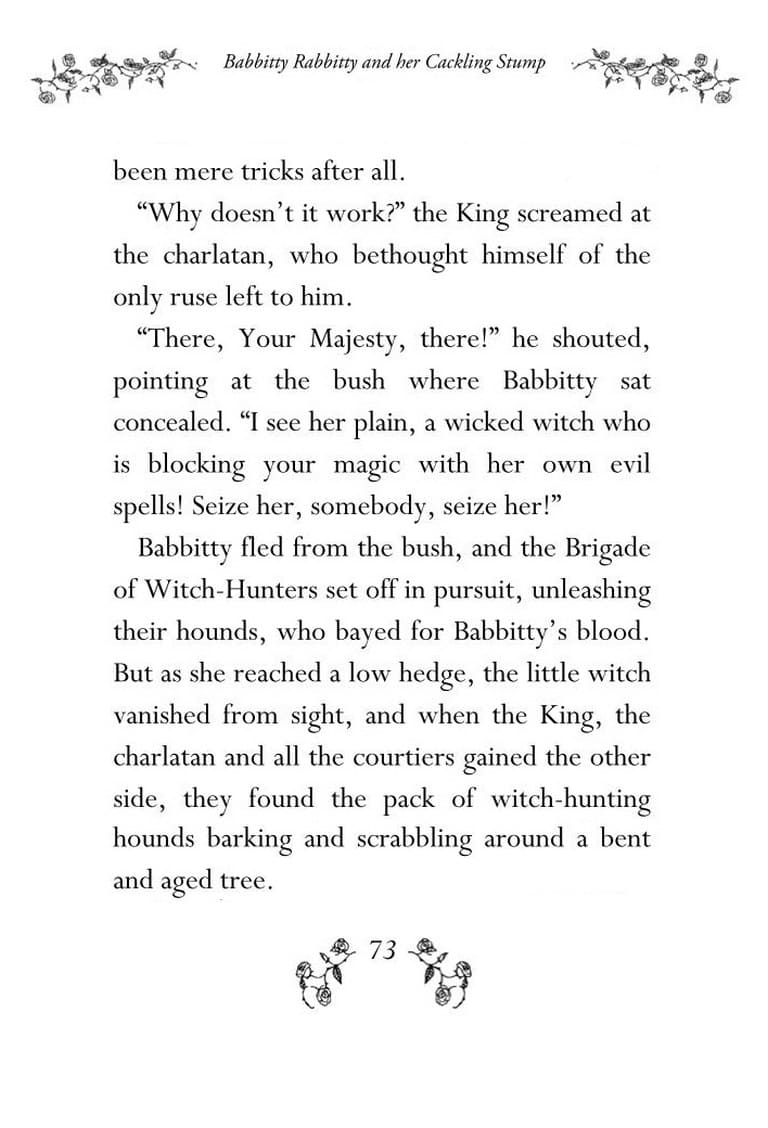 Babbitty Rabbitty and her Cackling Stump
been mere tricks after all.
“Why doesn’t it work?” the King screamed at
the charlatan, who bethought himself of the
only ruse left to him.
“There, Your Majesty, there!” he shouted,
pointing at the bush where Babbitty sat
concealed. “I see her plain, a wicked witch who
is blocking your magic with her own evil
spells! Seize her, somebody, seize her!”
Babbitty fled from the bush, and the Brigade
of Witch-Hunters set off in pursuit, unleashing
their hounds, who bayed for Babbitty’s blood.
But as she reached a low hedge, the little witch
vanished from sight, and when the King, the
charlatan and all the courtiers gained the other
side, they found the pack of witch-hunting
hounds barking and scrabbling around a bent
and aged tree.
73